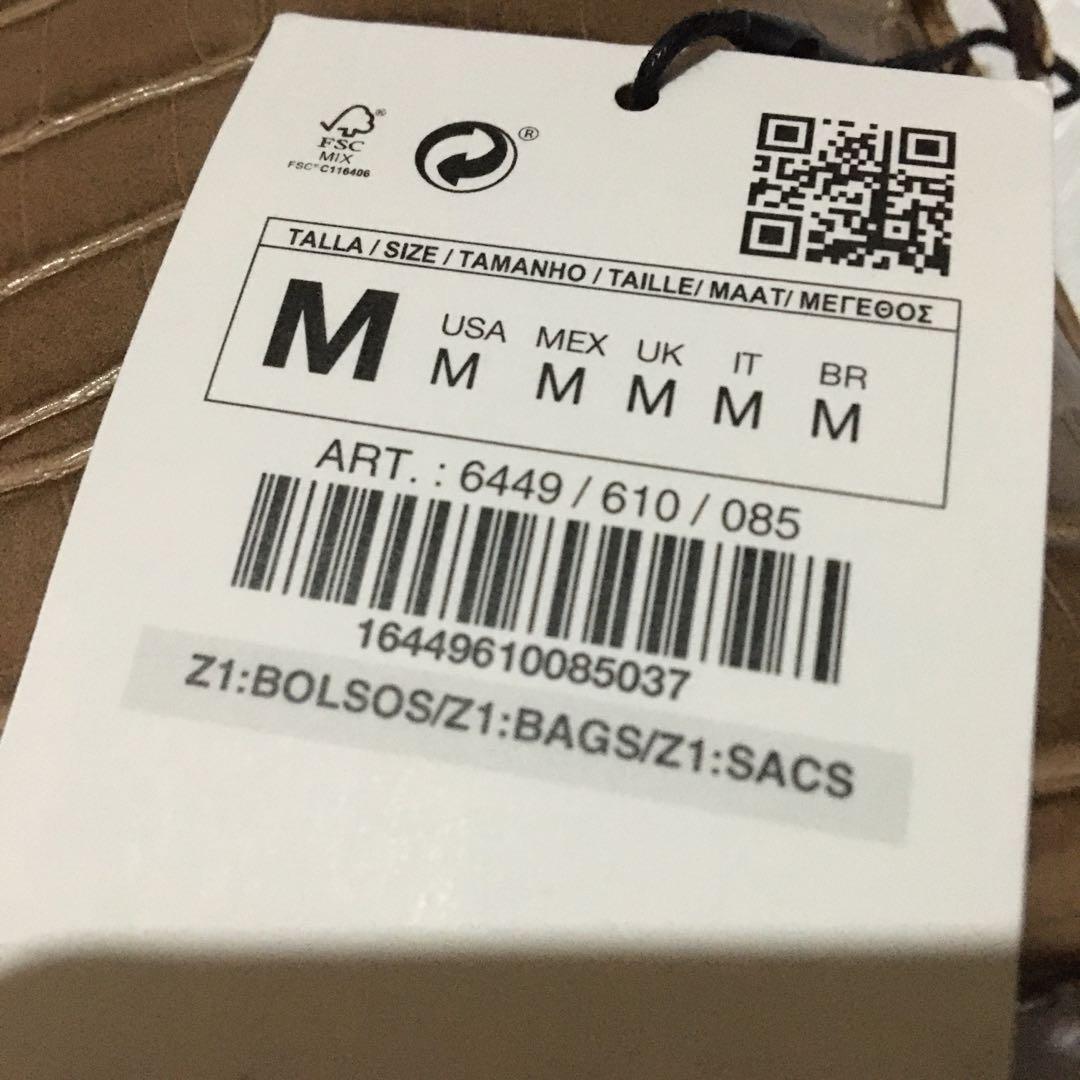 FSC
MIX
FSC® C116406
®
TALLA / SIZE / TAMANHO / TAILLE/ MAAT/ ΜΕΓΕΘΟΣ
M
USA MEX UK IT BR
M M M M M
ART. : 6449 / 610 / 085
16449610085037
Z1:BOLSOS/Z1:BAGS/Z1:SACS